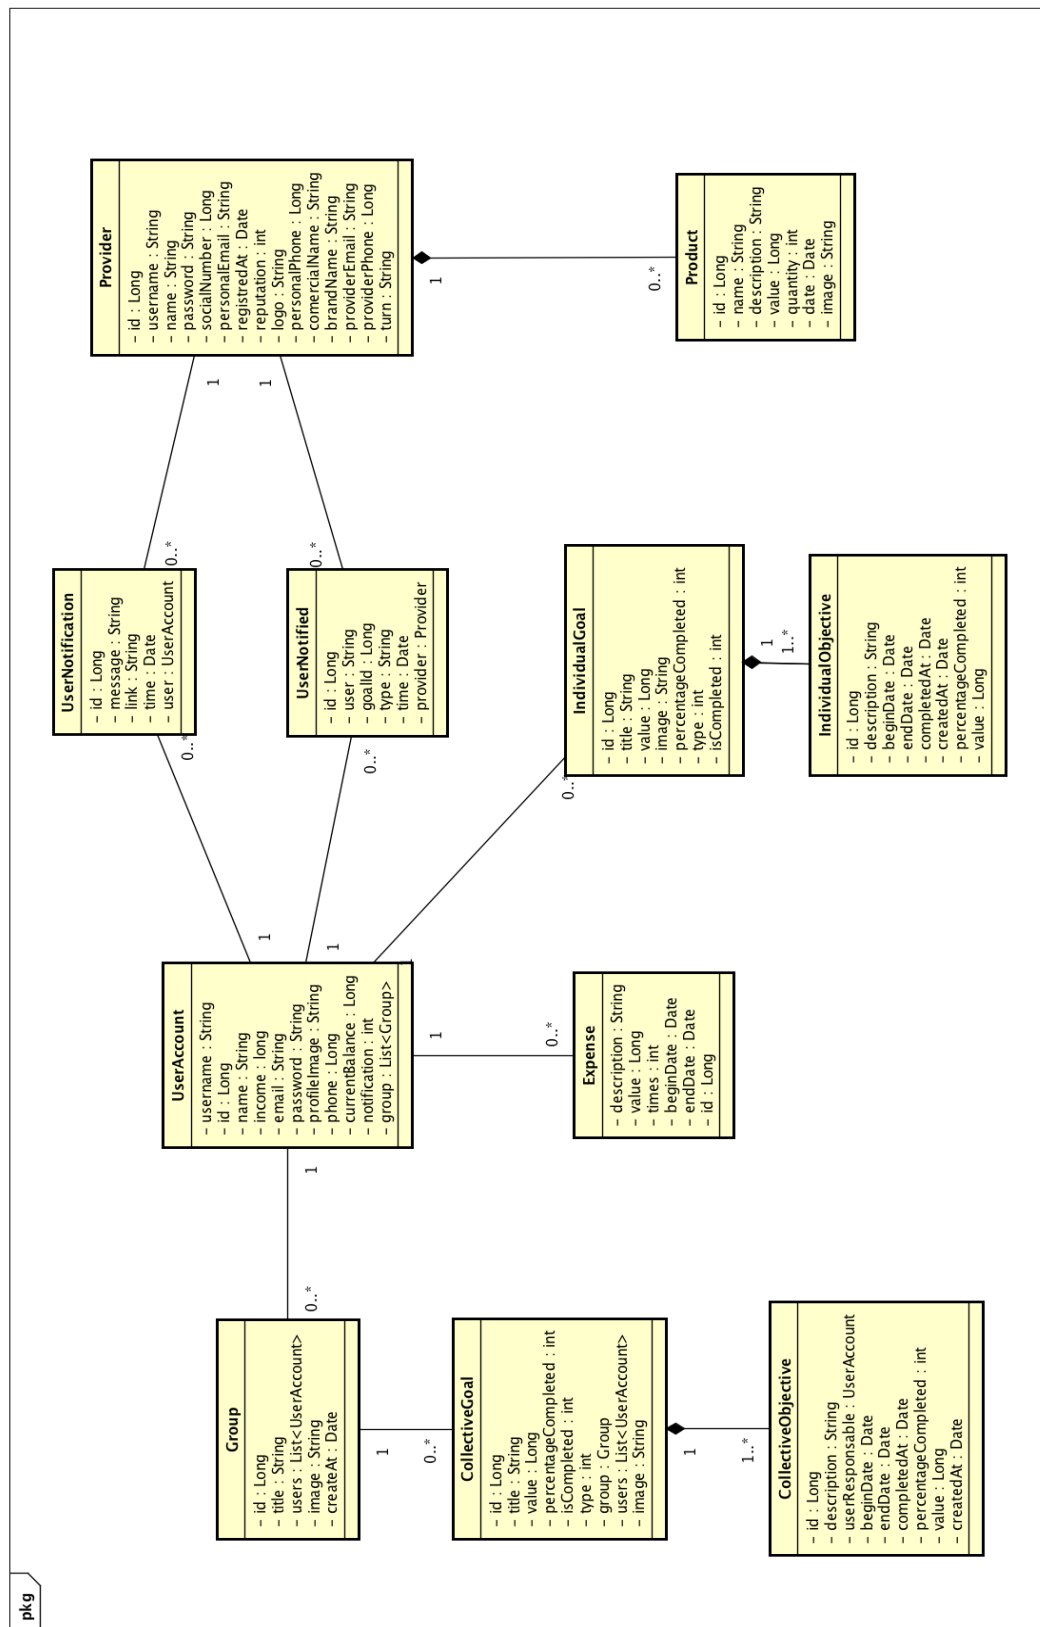 pkg
Group
– id : Long
– title : String
– users : List<UserAccount>
– image : String
– createAt : Date
0..*
1
1
0..*
CollectiveGoal
– id : Long
– title : String
– value : Long
– percentageCompleted : int
– isCompleted : int
– type : int
– group : Group
– users : List<UserAccount>
– image : String
1
1..*
CollectiveObjective
– id : Long
– description : String
– userResponsable : UserAccount
– beginDate : Date
– endDate : Date
– completedAt : Date
– percentageCompleted : int
– value : Long
– createdAt : Date
UserAccount
– username : String
– id : Long
– name : String
– income : long
– email : String
– password : String
– profileImage : String
– phone : Long
– currentBalance : Long
– notification : int
– group : List<Group>
1
1
1
1
0..*
Expense
– description : String
– value : Long
– times : int
– beginDate : Date
– endDate : Date
– id : Long
UserNotification
– id : Long
– message : String
– link : String
– time : Date
– user : UserAccount
0..*
0..*
UserNotified
– id : Long
– user : String
– goalId : Long
– type : String
– time : Date
– provider : Provider
0..*
0..*
IndividualGoal
– id : Long
– title : String
– value : Long
– image : String
– percentageCompleted : int
– type : int
– isCompleted : int
0..*
1
1..*
IndividualObjective
– id : Long
– description : String
– beginDate : Date
– endDate : Date
– completedAt : Date
– createdAt : Date
– percentageCompleted : int
– value : Long
Provider
– id : Long
– username : String
– name : String
– password : String
– socialNumber : Long
– personalEmail : String
– registredAt : Date
– reputation : int
– logo : String
– personalPhone : Long
– comercialName : String
– brandName : String
– providerEmail : String
– providerPhone : Long
– turn : String
1
1
1
0..*
Product
– id : Long
– name : String
– description : String
– value : Long
– quantity : int
– date : Date
– image : String